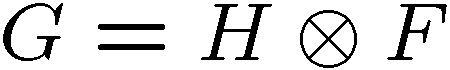 G = H ⊗ F